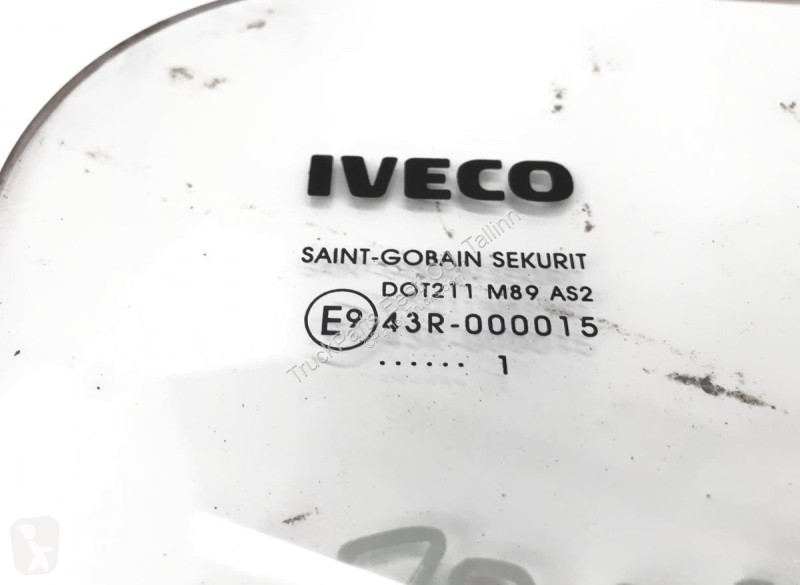 IVECO
SAINT-GOBAIN SEKURIT
DOT211 M89 AS2
E9 43R-000015
...... 1